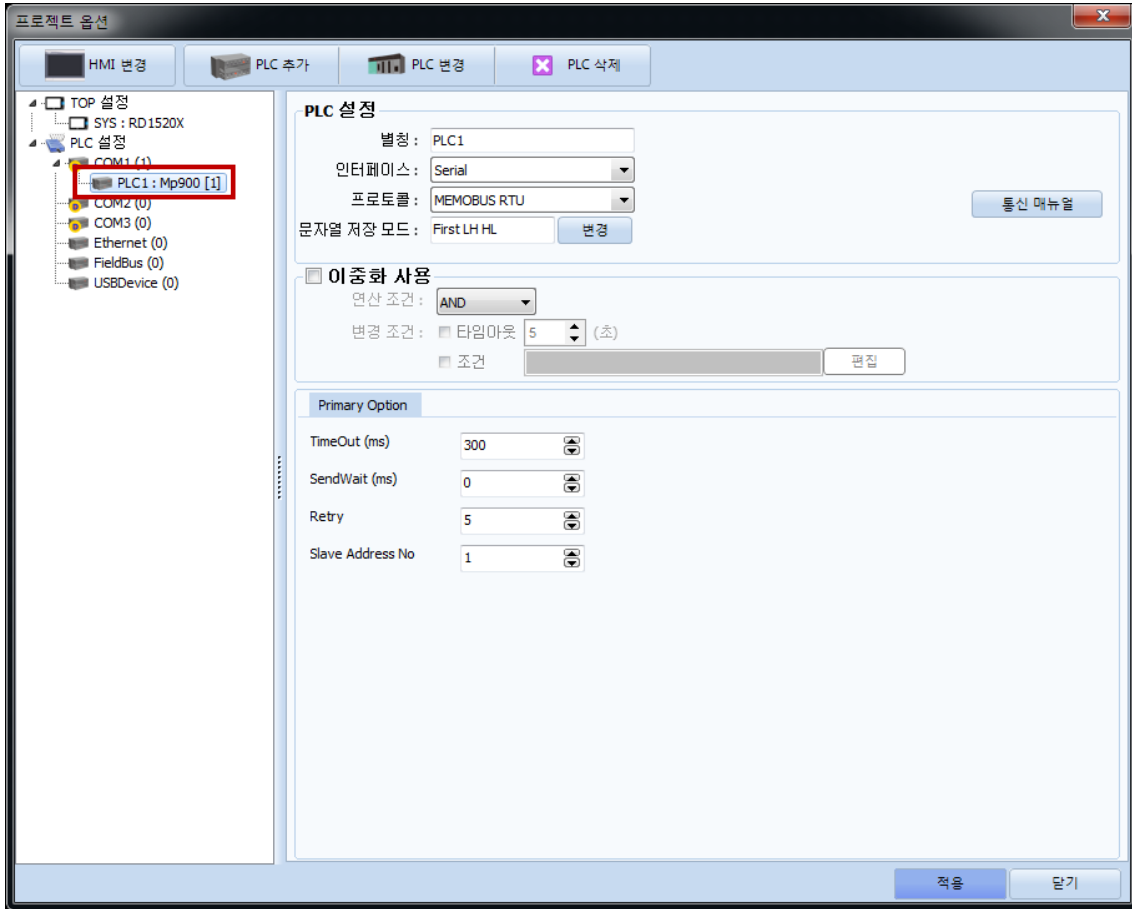 프로젝트 옵션
HMI 변경
PLC 추가
PLC 변경
PLC 삭제
TOP 설정
SYS : RD1520X
PLC 설정
COM1 (1)
PLC1 : Mp900 [1]
COM2 (0)
COM3 (0)
Ethernet (0)
FieldBus (0)
USBDevice (0)
PLC 설정
별칭 : PLC1
인터페이스 : Serial
프로토콜 : MEMOBUS RTU
통신 매뉴얼
문자열 저장 모드 : First LH HL 변경
이중화 사용
연산 조건 : AND
변경 조건 : 타임아웃 5 (초)
조건 편집
Primary Option
TimeOut (ms) 300
SendWait (ms) 0
Retry 5
Slave Address No 1
적용 닫기